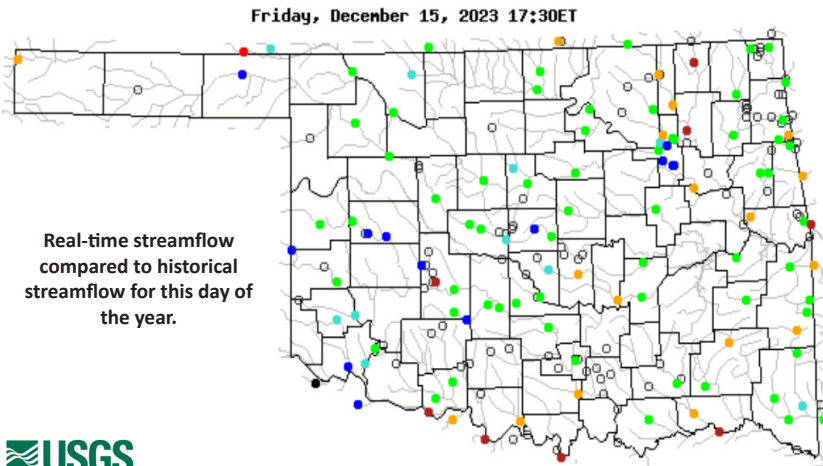 Friday, December 15, 2023 17:30ET
Real-time streamflow
compared to historical
streamflow for this day of
the year.
USGS